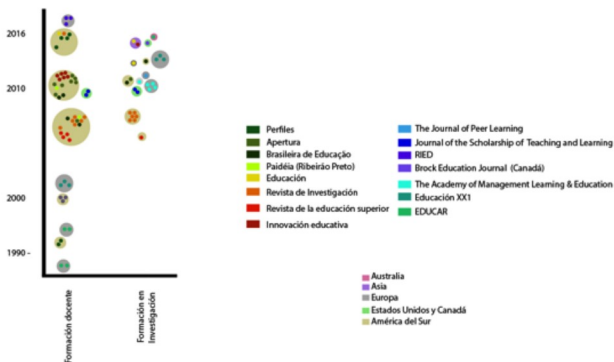 2016
2010
2000
1990 -
Formación docente
Formación en
Investigación
Perfiles
Apertura
Brasileira de Educação
Paidéia (Ribeirão Preto)
Educación
Revista de Investigación
Revista de la educación superior
Innovación educativa
The Journal of Peer Learning
Journal of the Scholarship of Teaching and Learning
RIED
Brock Education Journal (Canadá)
The Academy of Management Learning & Education
Educación XX1
EDUCAR
Australia
Asia
Europa
Estados Unidos y Canadá
América del Sur